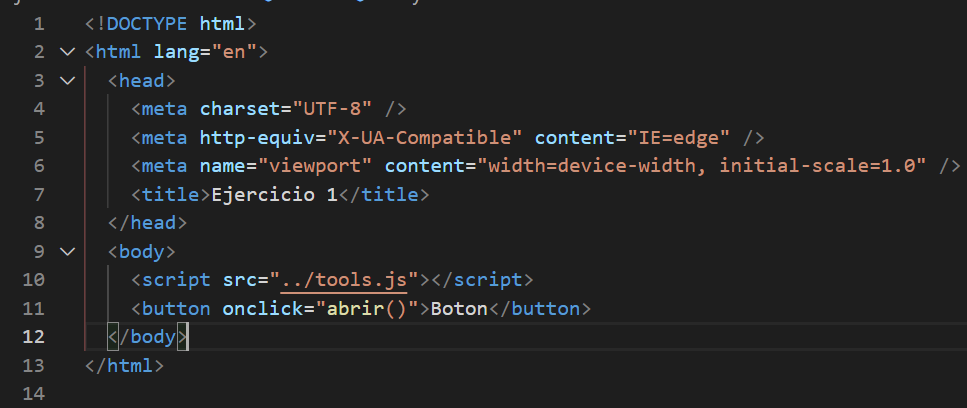 1 <!DOCTYPE html>
2 <html lang="en">
3 <head>
4 <meta charset="UTF-8" />
5 <meta http-equiv="X-UA-Compatible" content="IE=edge" />
6 <meta name="viewport" content="width=device-width, initial-scale=1.0" />
7 <title>Ejercicio 1</title>
8 </head>
9 <body>
10 <script src="../tools.js"></script>
11 <button onclick="abrir()">Boton</button>
12 </body>
13 </html>
14